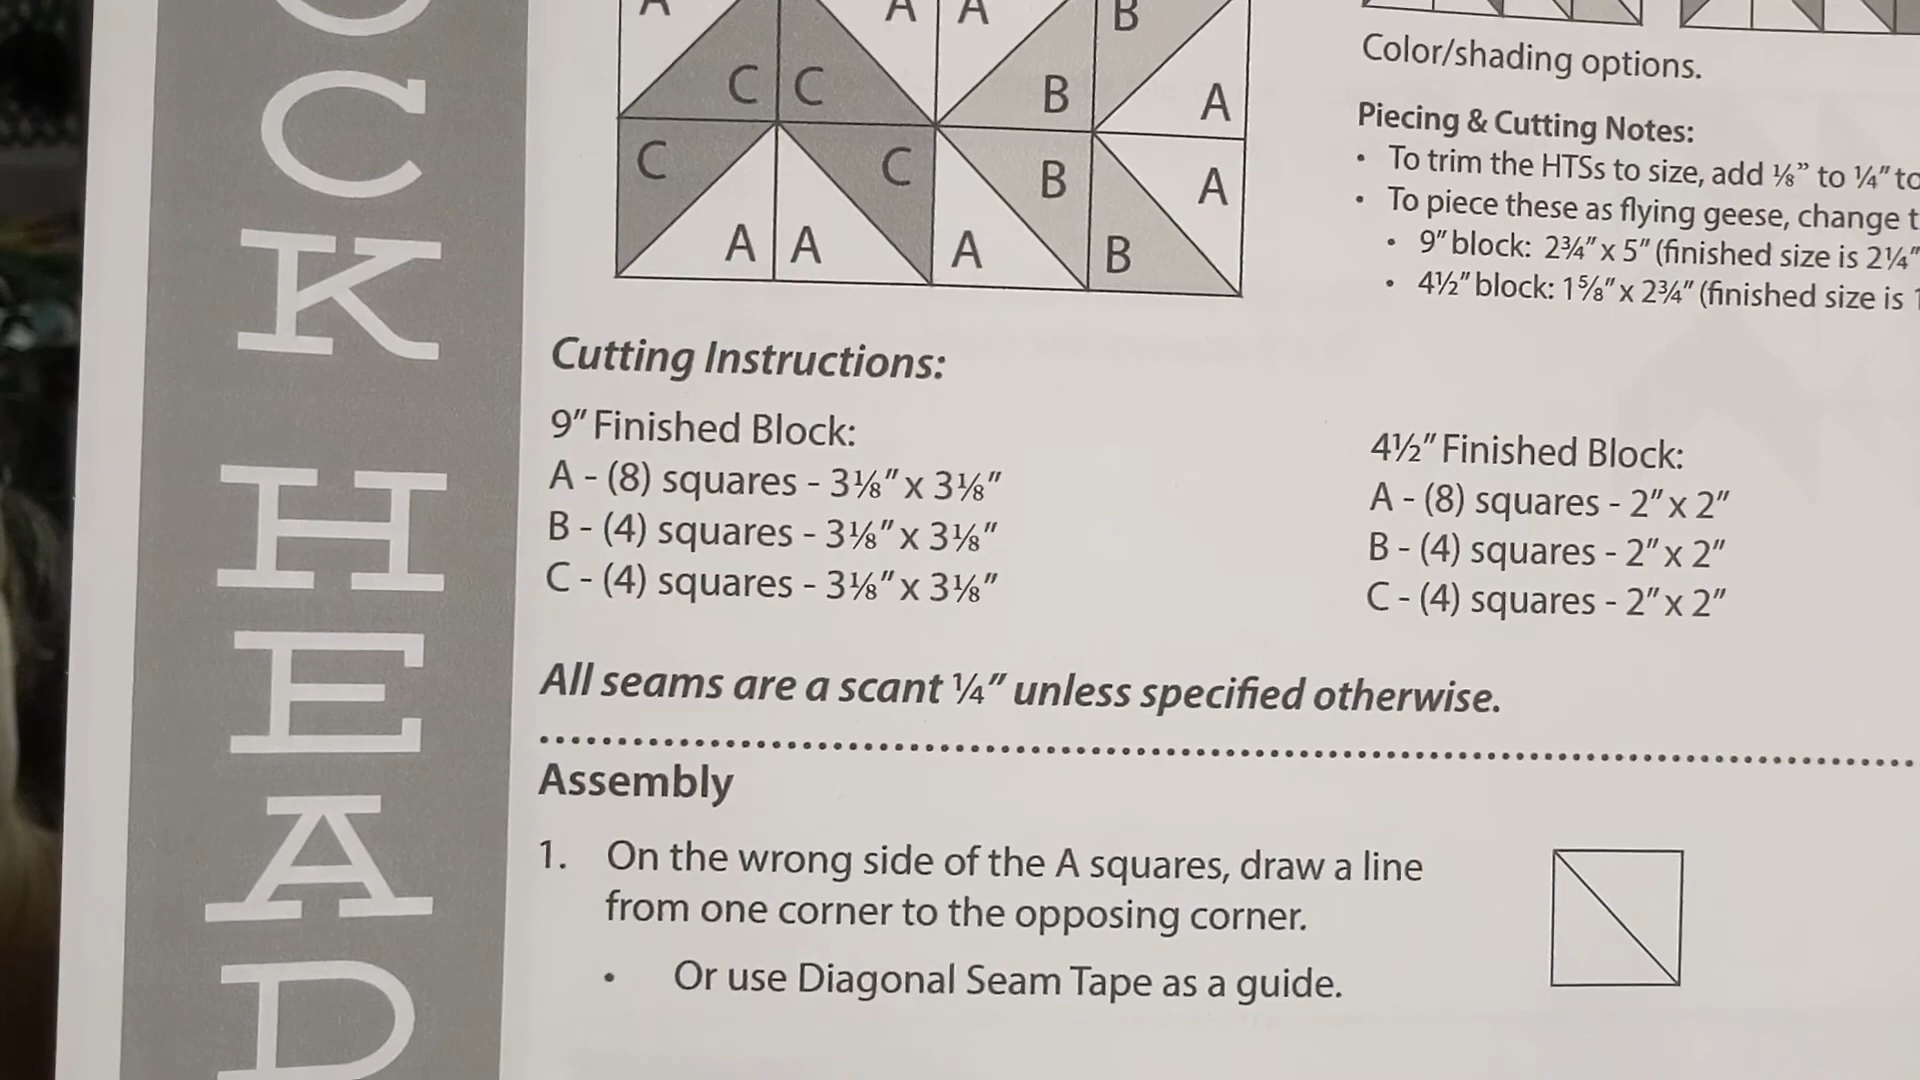 C
K
H
E
A
D
A
A
A
B
C
C
B
A
C
C
B
A
A
A
A
B
Color/shading options.
Piecing & Cutting Notes:
• To trim the HTSs to size, add ⅛” to ¼” to
• To piece these as flying geese, change t
• 9” block: 2¾” x 5” (finished size is 2¼”
• 4½” block: 1⅝” x 2¾” (finished size is 1
Cutting Instructions:
9” Finished Block:
A - (8) squares - 3⅛” x 3⅛”
B - (4) squares - 3⅛” x 3⅛”
C - (4) squares - 3⅛” x 3⅛”
4½” Finished Block:
A - (8) squares - 2” x 2”
B - (4) squares - 2” x 2”
C - (4) squares - 2” x 2”
All seams are a scant ¼” unless specified otherwise.
Assembly
1. On the wrong side of the A squares, draw a line
from one corner to the opposing corner.
• Or use Diagonal Seam Tape as a guide.